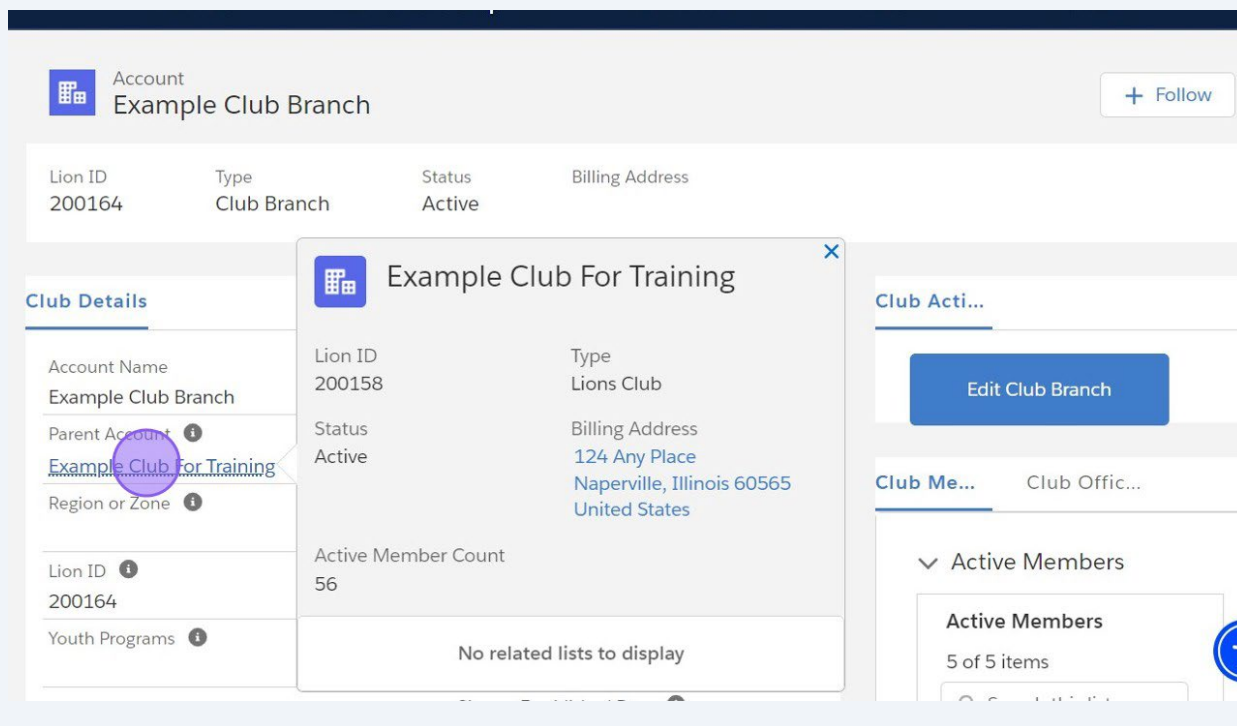 Account
Example Club Branch
+ Follow
Lion ID Type Status Billing Address
200164 Club Branch Active
Club Details
Account Name
Example Club Branch
Parent Account
Example Club For Training
Region or Zone
Lion ID
200164
Youth Programs
Example Club For Training
Lion ID Type
200158 Lions Club
Status Billing Address
Active 124 Any Place
Naperville, Illinois 60565
United States
Active Member Count
56
No related lists to display
Club Acti...
Edit Club Branch
Club Me... Club Offic...
Active Members
Active Members
5 of 5 items